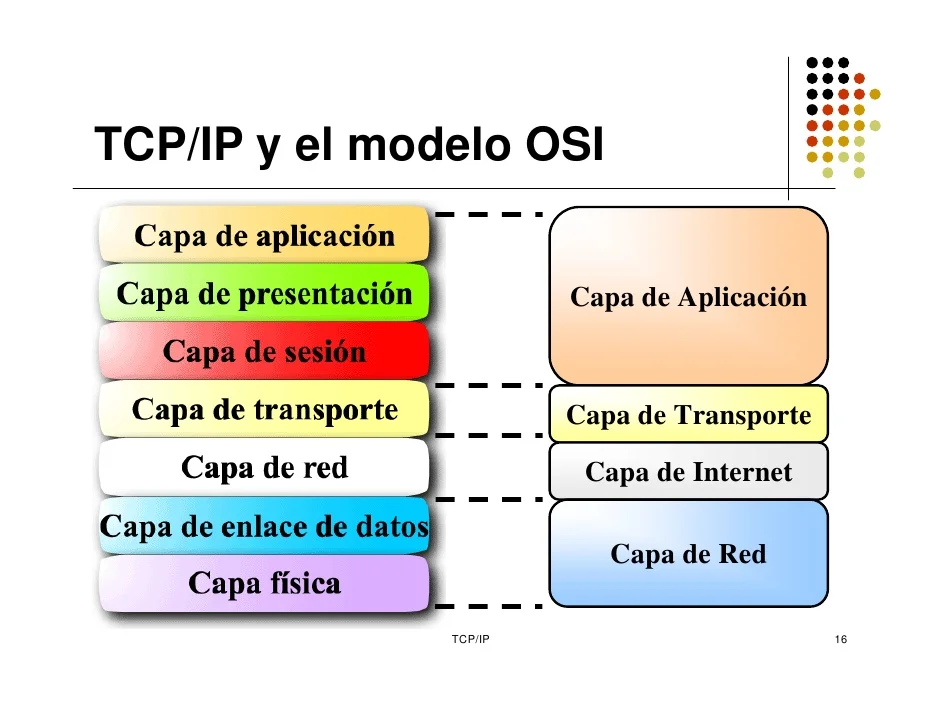 TCP/IP y el modelo OSI
Capa de aplicación
Capa de presentación
Capa de sesión
Capa de transporte
Capa de red
Capa de enlace de datos
Capa física
Capa de Aplicación
Capa de Transporte
Capa de Internet
Capa de Red
TCP/IP
16